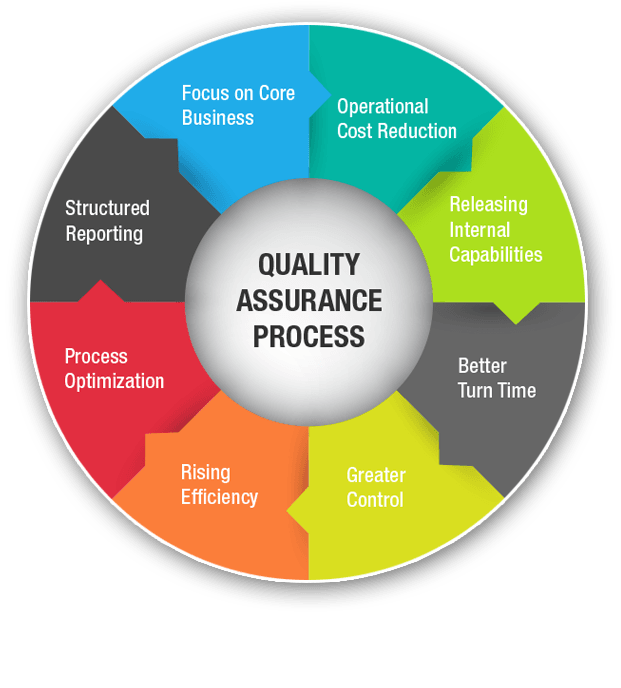 QUALITY
ASSURANCE
PROCESS
Focus on Core
Business
Operational
Cost Reduction
Releasing
Internal
Capabilities
Better
Turn Time
Greater
Control
Rising
Efficiency
Process
Optimization
Structured
Reporting